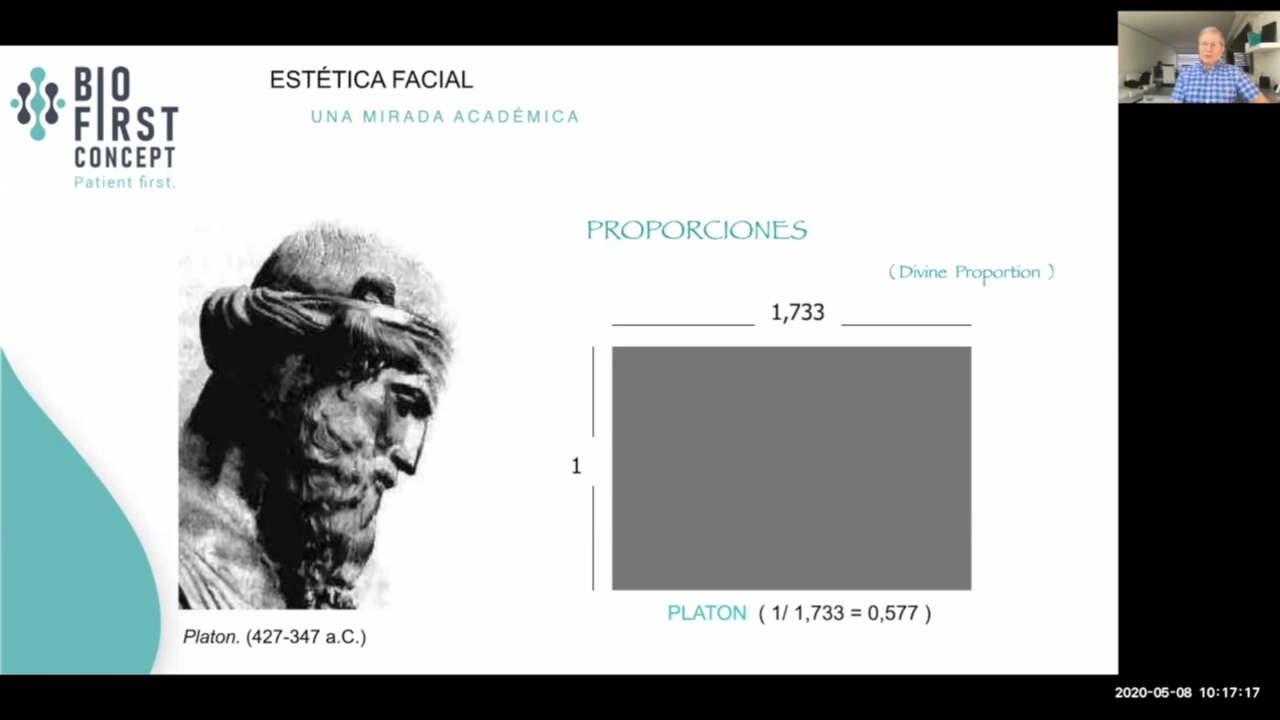 BIO
FIRST
CONCEPT
Patient first.
ESTÉTICA FACIAL
UNA MIRADA ACADÉMICA
PROPORCIONES
( Divine Proportion )
1,733
1
PLATON ( 1/ 1,733 = 0,577 )
Platon. (427-347 a.C.)
2020-05-08 10:17:17